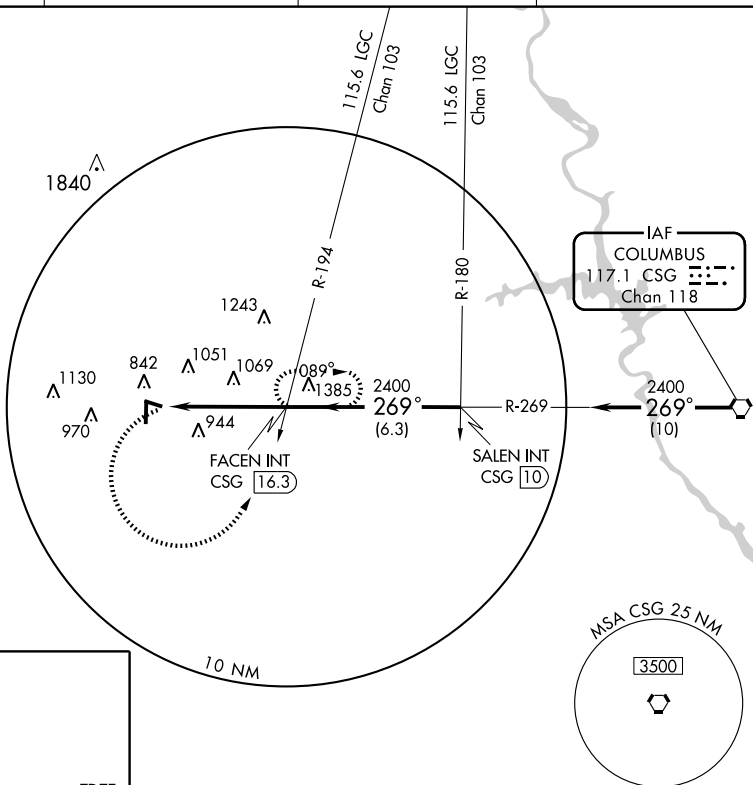 115.6 LGC
Chan 103
115.6 LGC
Chan 103
1840
IAF
COLUMBUS
117.1 CSG
Chan 118
R-194
R-180
1243
842
1051
1069
089°
1385
1130
970
944
2400
269°
(6.3)
R-269
2400
269°
(10)
FACEN INT
CSG 16.3
SALEN INT
CSG 10
10 NM
MSA CSG 25 NM
3500